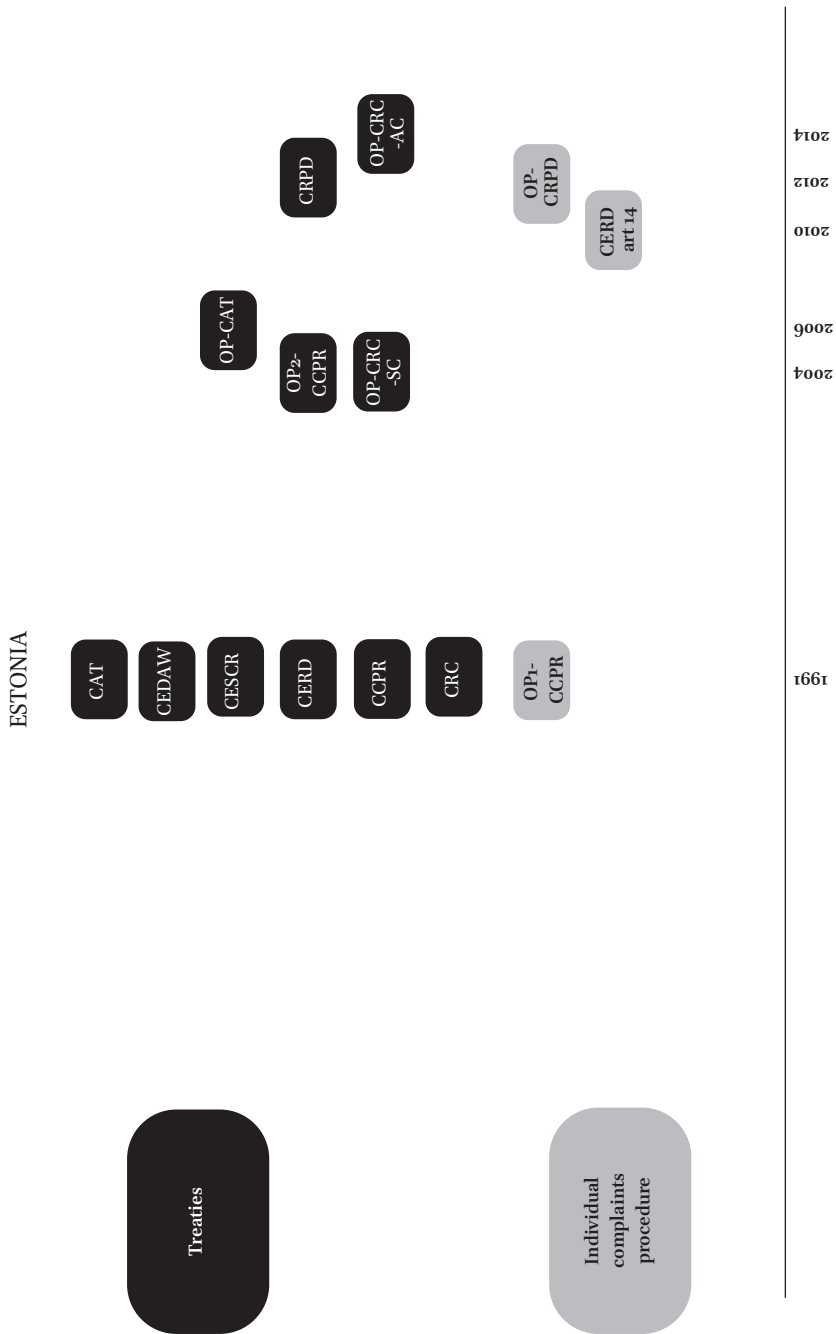 ESTONIA
Treaties
CAT
CEDAW
CESCR
CERD
CCPR
CRC
OP-CAT
OP2-
CCPR
OP-CRC
-SC
CRPD
OP-CRC
-AC
Individual
complaints
procedure
OP1-
CCPR
OP-
CRPD
CERD
art 14
1991
2004
2006
2010
2012
2014